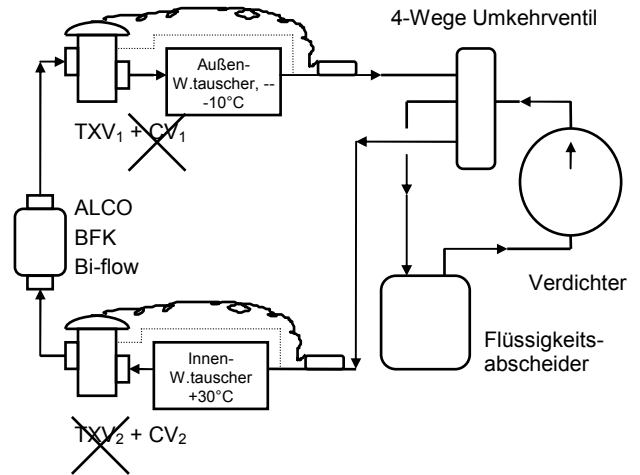 4-Wege Umkehrventil
Außen-
W.tauscher, --
-10°C
TXV₁ + CV₁
ALCO
BFK
Bi-flow
Verdichter
Flüssigkeits-
abscheider
Innen-
W.tauscher
+30°C
TXV₂ + CV₂